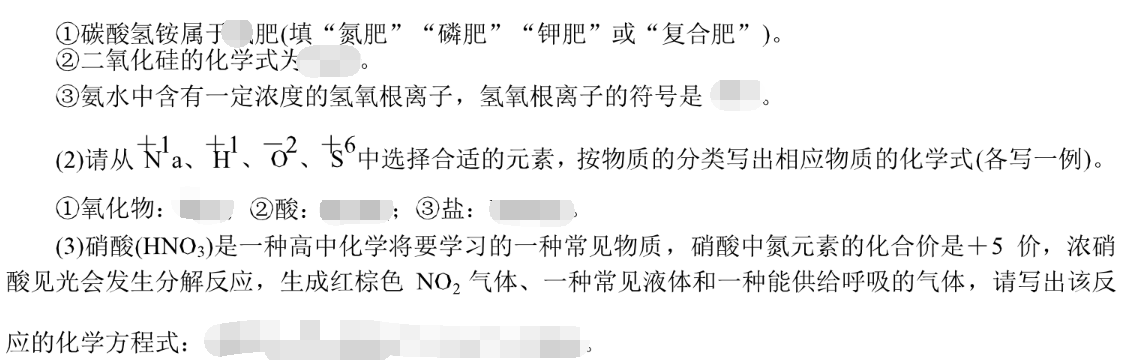 ①碳酸氢铵属于 肥(填“氮肥”“磷肥”“钾肥”或“复合肥”)。
②二氧化硅的化学式为 。
③氨水中含有一定浓度的氢氧根离子，氢氧根离子的符号是 。
(2)请从+1Na、+1H、−2O、+6S中选择合适的元素，按物质的分类写出相应物质的化学式(各写一例)。
①氧化物： ②酸： ；③盐： 。
(3)硝酸(HNO₃)是一种高中化学将要学习的一种常见物质，硝酸中氮元素的化合价是＋5 价，浓硝
酸见光会发生分解反应，生成红棕色 NO₂ 气体、一种常见液体和一种能供给呼吸的气体，请写出该反
应的化学方程式： 。